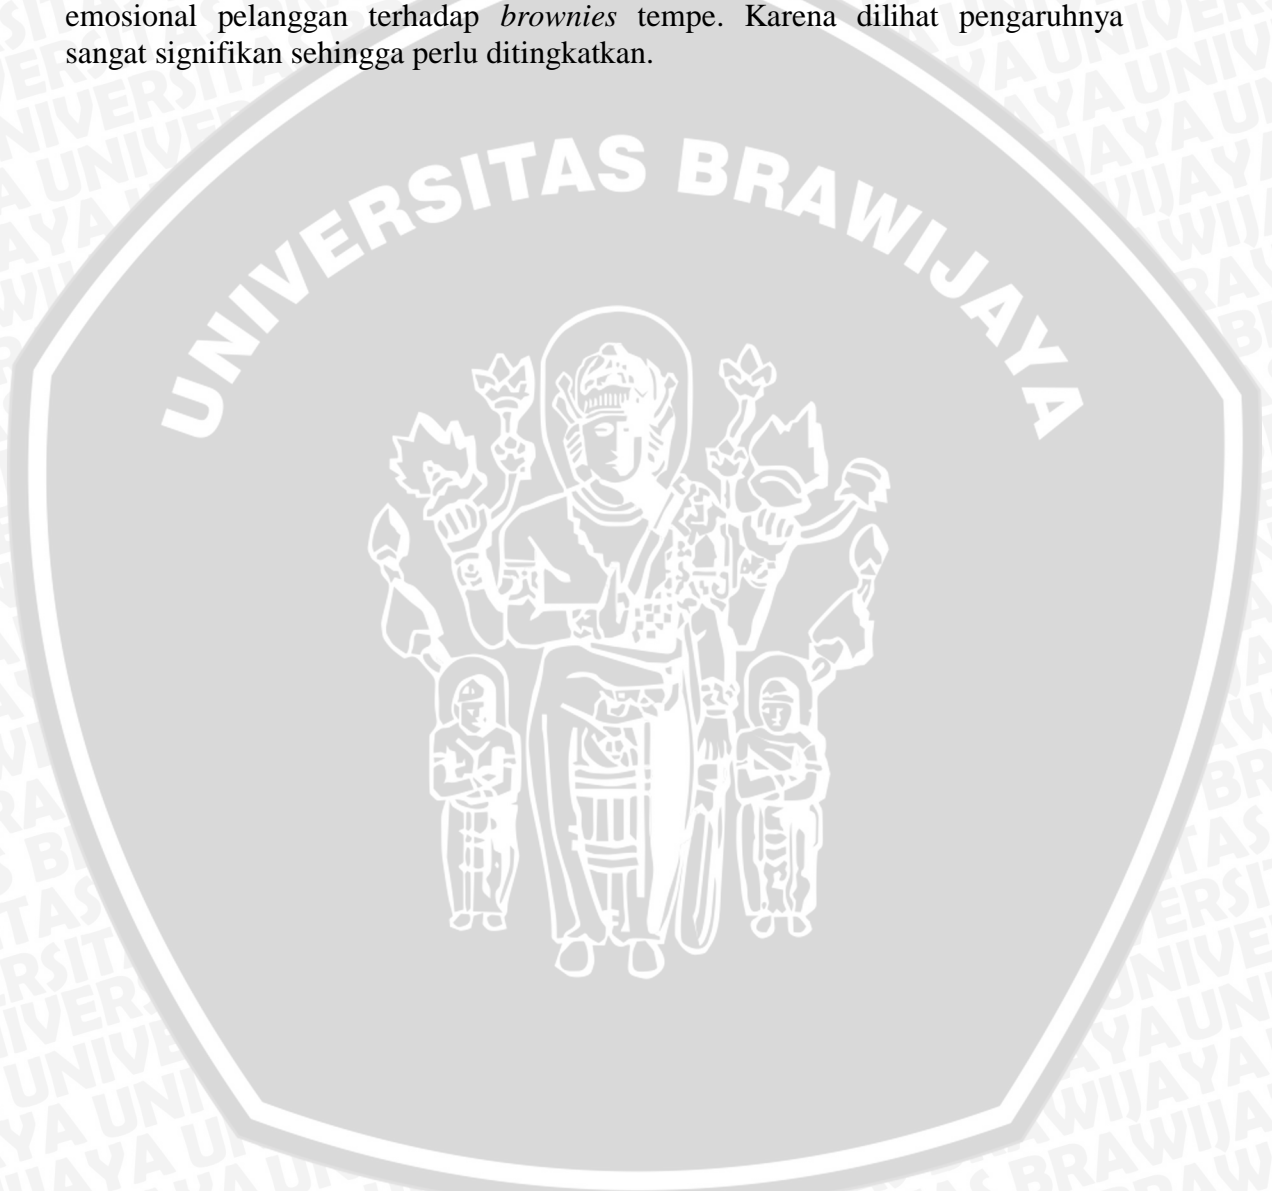 emosional pelanggan terhadap brownies tempe. Karena dilihat pengaruhnya
sangat signifikan sehingga perlu ditingkatkan.
UNIVERSITAS BRAWIJAYA